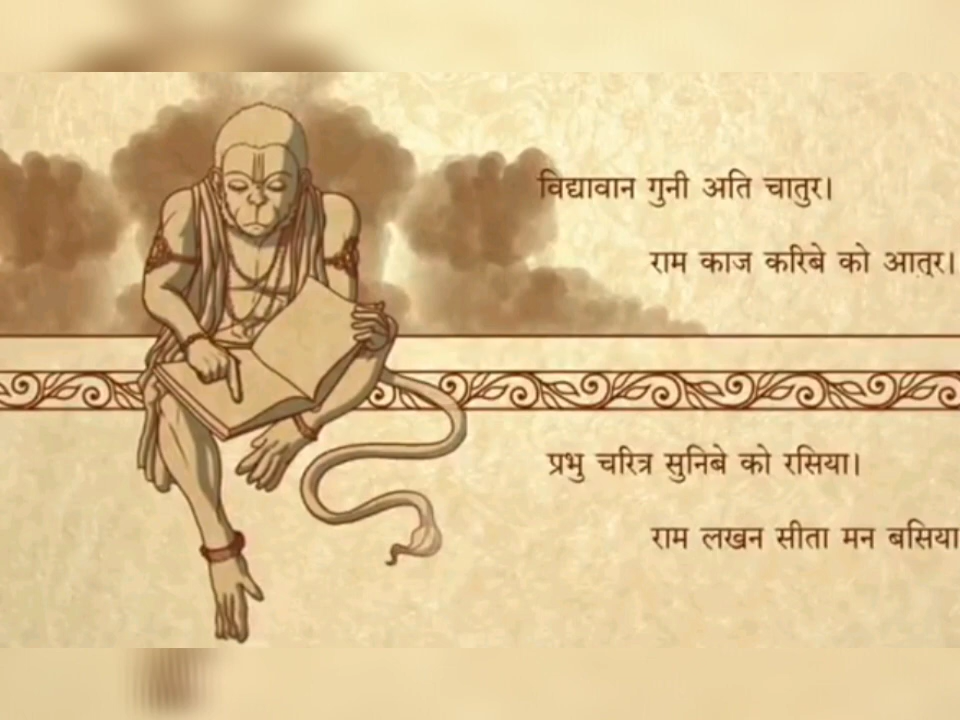 विद्यावान गुनी अति चातुर।
राम काज करिबे को आतुर।
प्रभु चरित्र सुनिबे को रसिया।
राम लखन सीता मन बसिया